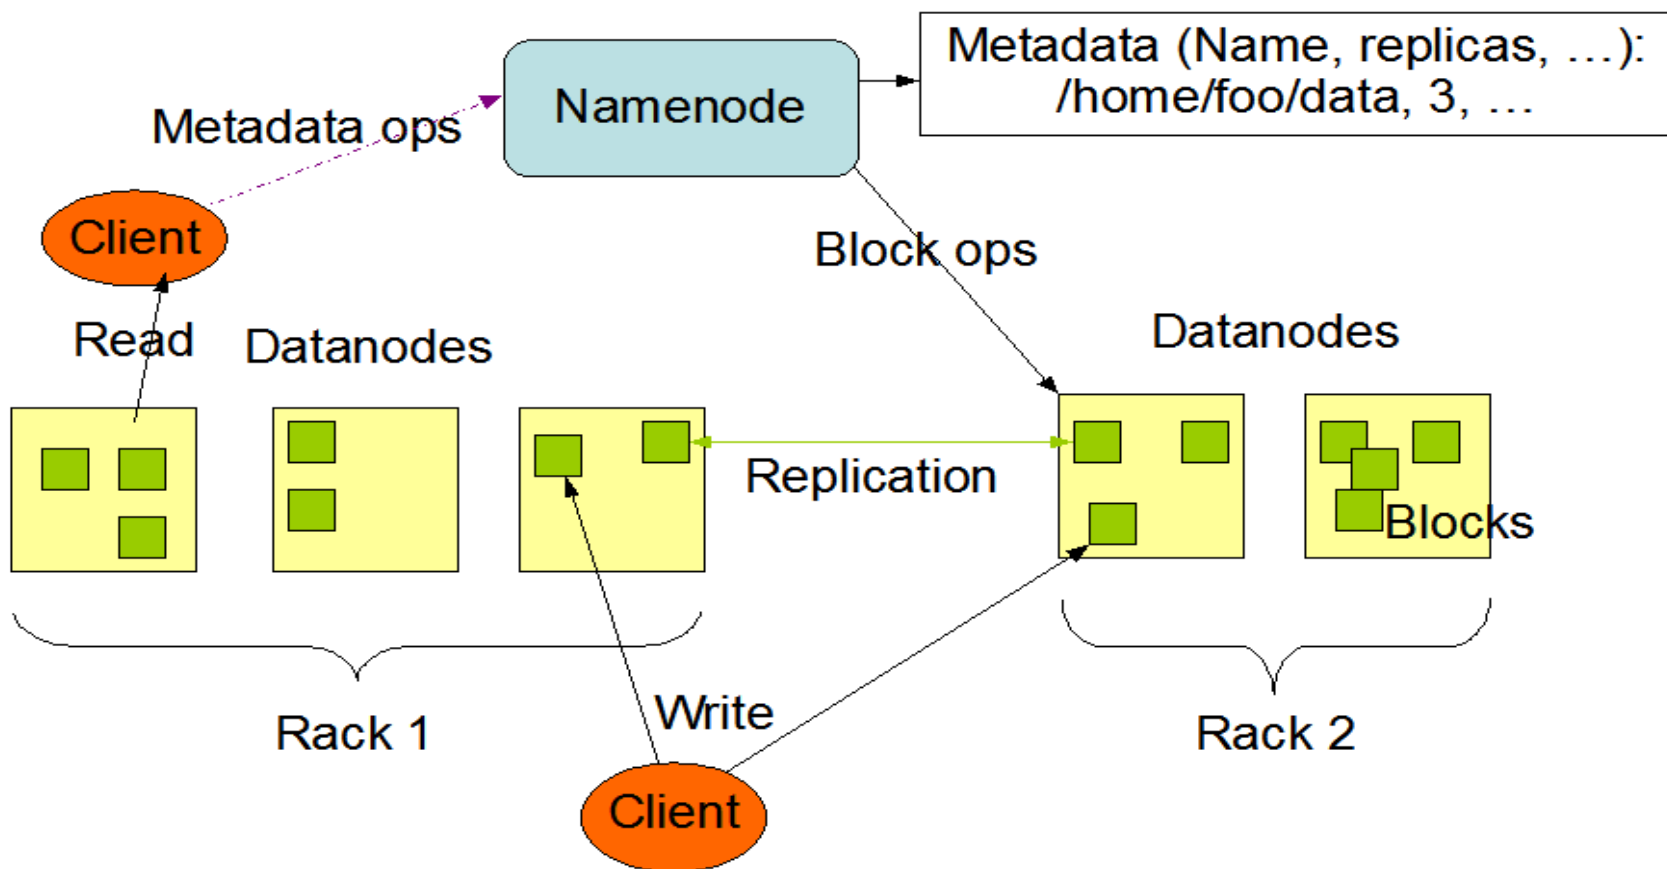 Metadata (Name, replicas, …):
/home/foo/data, 3, …
Namenode
Metadata ops
Client
Block ops
Read
Datanodes
Datanodes
Replication
Blocks
Rack 1
Write
Rack 2
Client